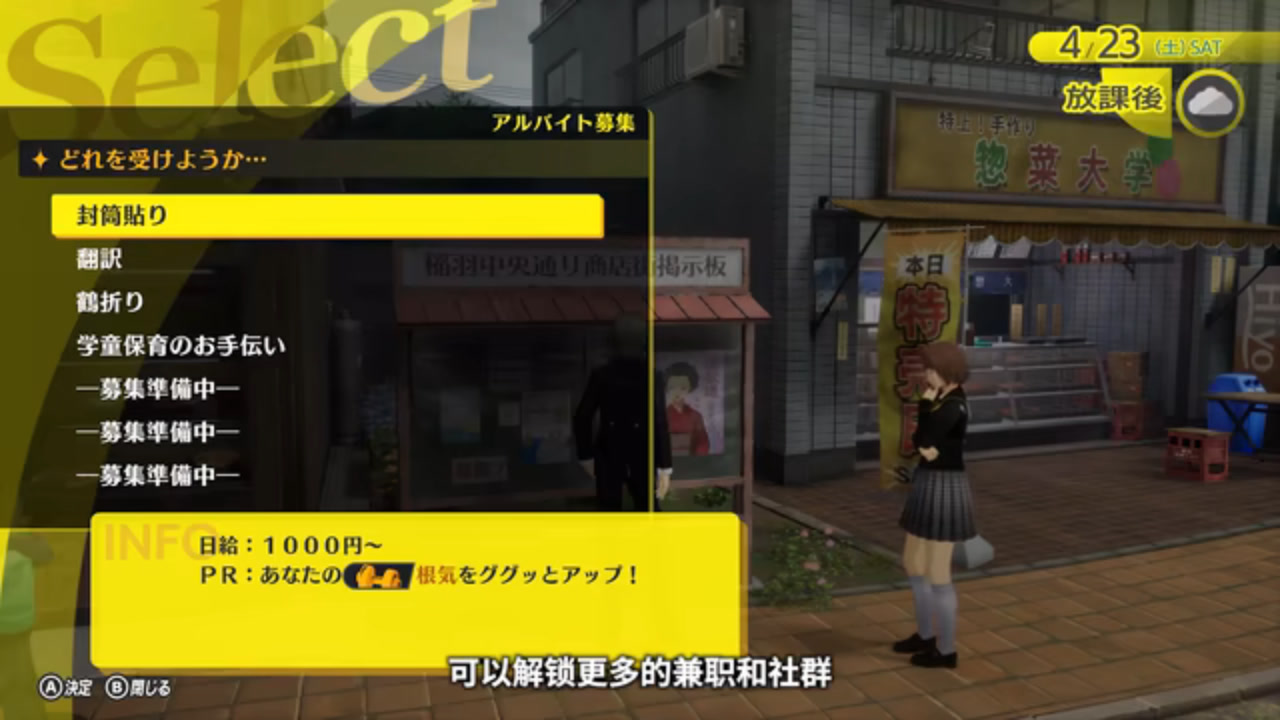 Select
4/23 (土) SAT
放課後
アルバイト募集
どれを受けようか…
封筒貼り
翻訳
鶴折り
学童保育のお手伝い
―募集準備中―
―募集準備中―
―募集準備中―
INFO
日給：１０００円～
ＰＲ：あなたの根気をググッとアップ！
Ⓐ決定 Ⓑ閉じる
稲羽中央通り商店街掲示板
特上！手作り
惣菜大学
本日
特売
HIYO
可以解锁更多的兼职和社群